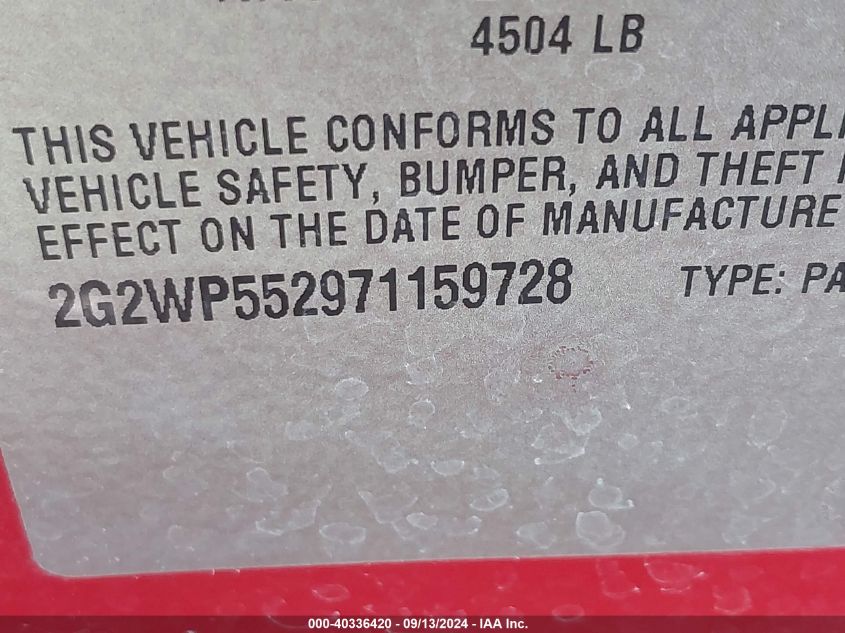 4504 LB
THIS VEHICLE CONFORMS TO ALL APPLI
VEHICLE SAFETY, BUMPER, AND THEFT
EFFECT ON THE DATE OF MANUFACTURE
2G2WP552971159728 TYPE: PA
000-40336420 - 09/13/2024 - IAA Inc.